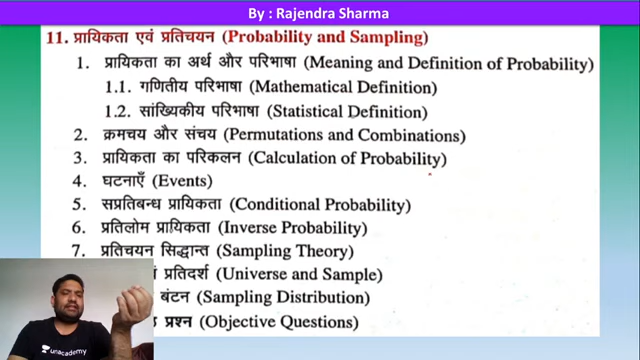 By : Rajendra Sharma
11. प्रायिकता एवं प्रतिचयन (Probability and Sampling)
1. प्रायिकता का अर्थ और परिभाषा (Meaning and Definition of Probability)
1.1. गणितीय परिभाषा (Mathematical Definition)
1.2. सांख्यिकीय परिभाषा (Statistical Definition)
2. क्रमचय और संचय (Permutations and Combinations)
3. प्रायिकता का परिकलन (Calculation of Probability)
4. घटनाएँ (Events)
5. सप्रतिबन्ध प्रायिकता (Conditional Probability)
6. प्रतिलोम प्रायिकता (Inverse Probability)
7. प्रतिचयन सिद्धान्त (Sampling Theory)
प्रतिदर्श (Universe and Sample)
बंटन (Sampling Distribution)
प्रश्न (Objective Questions)
unacademy